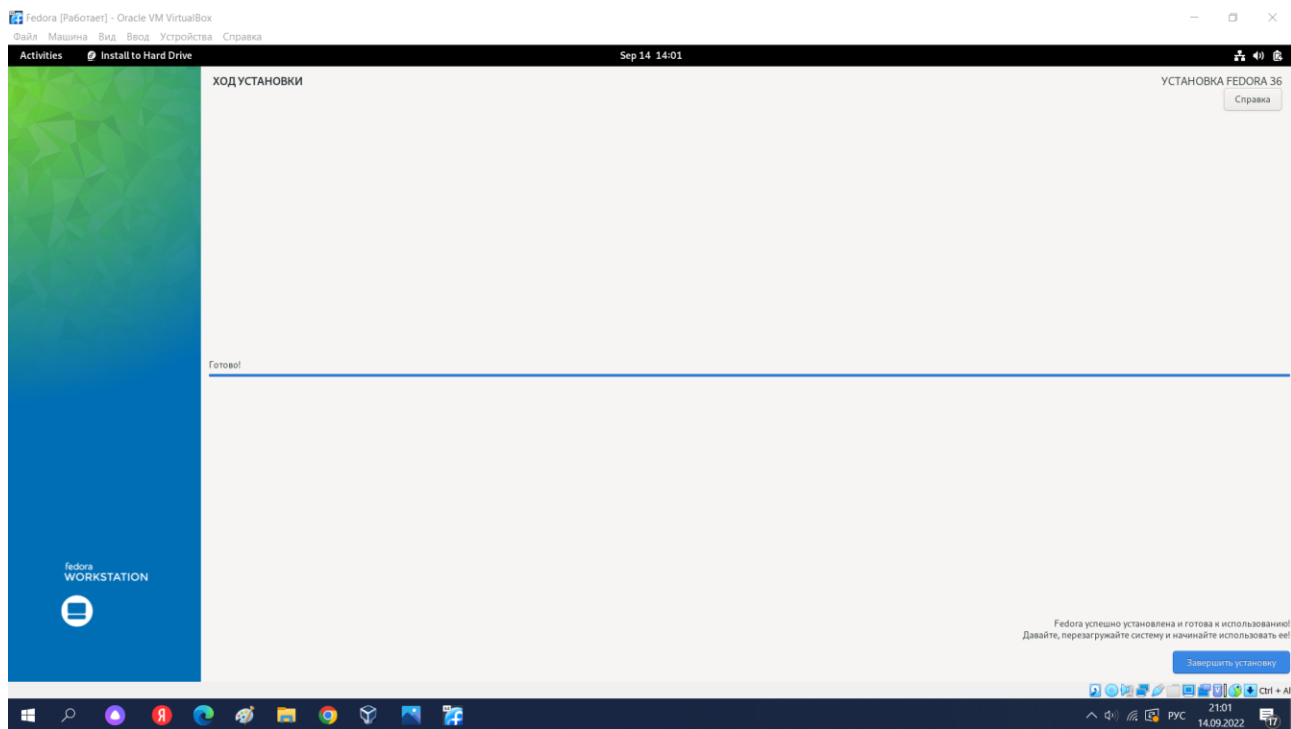 Fedora [Работает] - Oracle VM VirtualBox
Файл Машина Вид Ввод Устройства Справка
Activities Install to Hard Drive Sep 14 14:01
ХОД УСТАНОВКИ УСТАНОВКА FEDORA 36
Справка
Готово!
fedora
WORKSTATION
Fedora успешно установлена и готова к использованию!
Давайте, перезагружайте систему и начинайте использовать ее!
Завершить установку
Ctrl + Al
Я РУС 21:01
14.09.2022 17